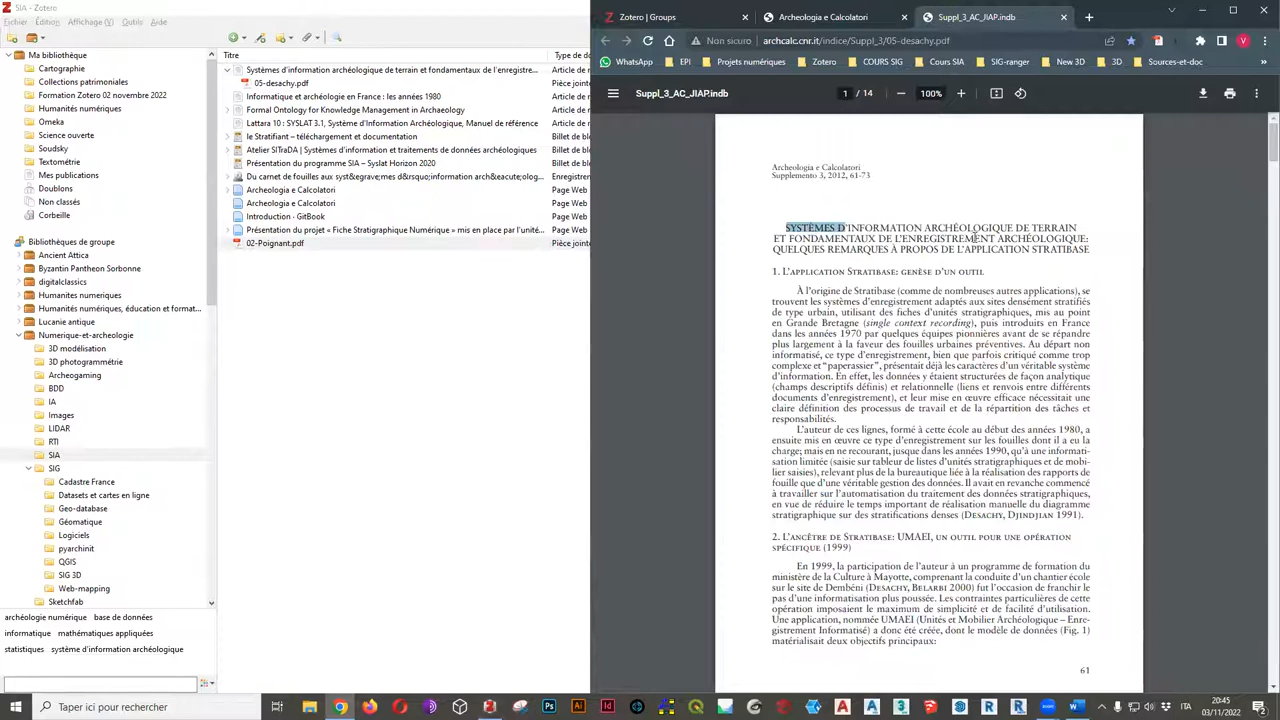 SIA - Zotero
Fichier Édition Affichage (V) Outils Aide
Ma bibliothèque
Cartographie
Collections patrimoniales
Formation Zotero 02 novembre 2022
Humanités numériques
Omeka
Science ouverte
Soudsky
Textométrie
Mes publications
Doublons
Non classés
Corbeille
Bibliothèques de groupe
Ancient Attica
Byzantin Pantheon Sorbonne
digitalclassics
Humanites numeriques
Humanités numériques, éducation et format...
Lucanie antique
Numerique-et-archeologie
3D modélisation
3D photogrammétrie
Archeogaming
BDD
IA
Images
LIDAR
RTI
SIA
SIG
Cadastre France
Datasets et cartes en ligne
Geo-database
Géomatique
Logiciels
pyarchinit
QGIS
SIG 3D
Web-mapping
Sketchfab
archéologie numérique base de données
informatique mathématiques appliquées
statistiques système d'information archéologique
Titre Type de do
Systèmes d'information archéologique de terrain et fondamentaux de l'enregistre... Article de r
05-desachy.pdf Pièce jointe
Informatique et archéologie en France : les années 1980 Article de r
Formal Ontology for Knowledge Management in Archaeology Article de r
Lattara 10 : SYSLAT 3.1, Système d'Information Archéologique, Manuel de référence Article de r
le Stratifiant – téléchargement et documentation Billet de blo
Atelier SITraDA | Systèmes d'information et traitements de données archéologiques Billet de blo
Présentation du programme SIA – Syslat Horizon 2020 Billet de blo
Du carnet de fouilles aux syst&egrave;mes d&rsquo;information arch&eacute;olog... Enregistren
Archeologia e Calcolatori Page Web
Archeologia e Calcolatori Page Web
Introduction · GitBook Page Web
Présentation du projet « Fiche Stratigraphique Numérique » mis en place par l'unité... Page Web
02-Poignant.pdf Pièce jointe
Zotero | Groups Archeologia e Calcolatori Suppl_3_AC_JIAP.indb
Non sicuro archcalc.cnr.it/indice/Suppl_3/05-desachy.pdf
WhatsApp EPI Projets numériques Zotero COURS SIG Cours SIG SIG-ranger New 3D 3D Sources-et-doc
Suppl_3_AC_JIAP.indb 1 / 14 100%
Archeologia e Calcolatori
Supplemento 3, 2012, 61-73
SYSTÈMES D'INFORMATION ARCHÉOLOGIQUE DE TERRAIN
ET FONDAMENTAUX DE L'ENREGISTREMENT ARCHÉOLOGIQUE:
QUELQUES REMARQUES À PROPOS DE L'APPLICATION STRATIBASE
1. L'application Stratibase: genèse d'un outil
À l'origine de Stratibase (comme de nombreuses autres applications), se
trouvent les systèmes d'enregistrement adaptés aux sites densément stratifiés
de type urbain, utilisant des fiches d'unités stratigraphiques, mis au point
en Grande Bretagne (single context recording), puis introduits en France
dans les années 1970 par quelques équipes pionnières avant de se répandre
plus largement à la faveur des fouilles urbaines préventives. Au départ non
informatisé, ce type d'enregistrement, bien que parfois critiqué comme trop
complexe et "paperassier", présentait déjà les caractères d'un véritable système
d'information. En effet, les données y étaient structurées de façon analytique
(champs descriptifs définis) et relationnelle (liens et renvois entre différents
documents d'enregistrement), et leur mise en œuvre efficace nécessitait une
claire définition des processus de travail et de la répartition des tâches et
responsabilités.
L'auteur de ces lignes, formé à cette école au début des années 1980, a
ensuite mis en œuvre ce type d'enregistrement sur les fouilles dont il a eu la
charge; mais en ne recourant, jusque dans les années 1990, qu'à une informati-
sation limitée (saisie sur tableur de listes d'unités stratigraphiques et de mobi-
lier saisies), relevant plus de la bureautique liée à la réalisation des rapports de
fouille que d'une véritable gestion des données. Il avait en revanche commencé
à travailler sur l'automatisation du traitement des données stratigraphiques,
en vue de réduire le temps important de réalisation manuelle du diagramme
stratigraphique sur des stratifications denses (Desachy, Djindjian 1991).
2. L'ancêtre de Stratibase: UMAEI, un outil pour une opération
spécifique (1999)
En 1999, la participation de l'auteur à un programme de formation du
ministère de la Culture à Mayotte, comprenant la conduite d'un chantier école
sur le site de Dembéni (Desachy, Belarbi 2000) fut l'occasion de franchir le
pas d'une informatisation plus poussée. Les contraintes particulières de cette
opération imposaient le maximum de simplicité et de facilité d'utilisation.
Une application, nommée UMAEI (Unités et Mobilier Archéologique – Enre-
gistrement Informatisé) a donc été créée, dont le modèle de données (Fig. 1)
matérialisait deux objectifs principaux:
61
Taper ici pour rechercher
20:45
03/11/2022